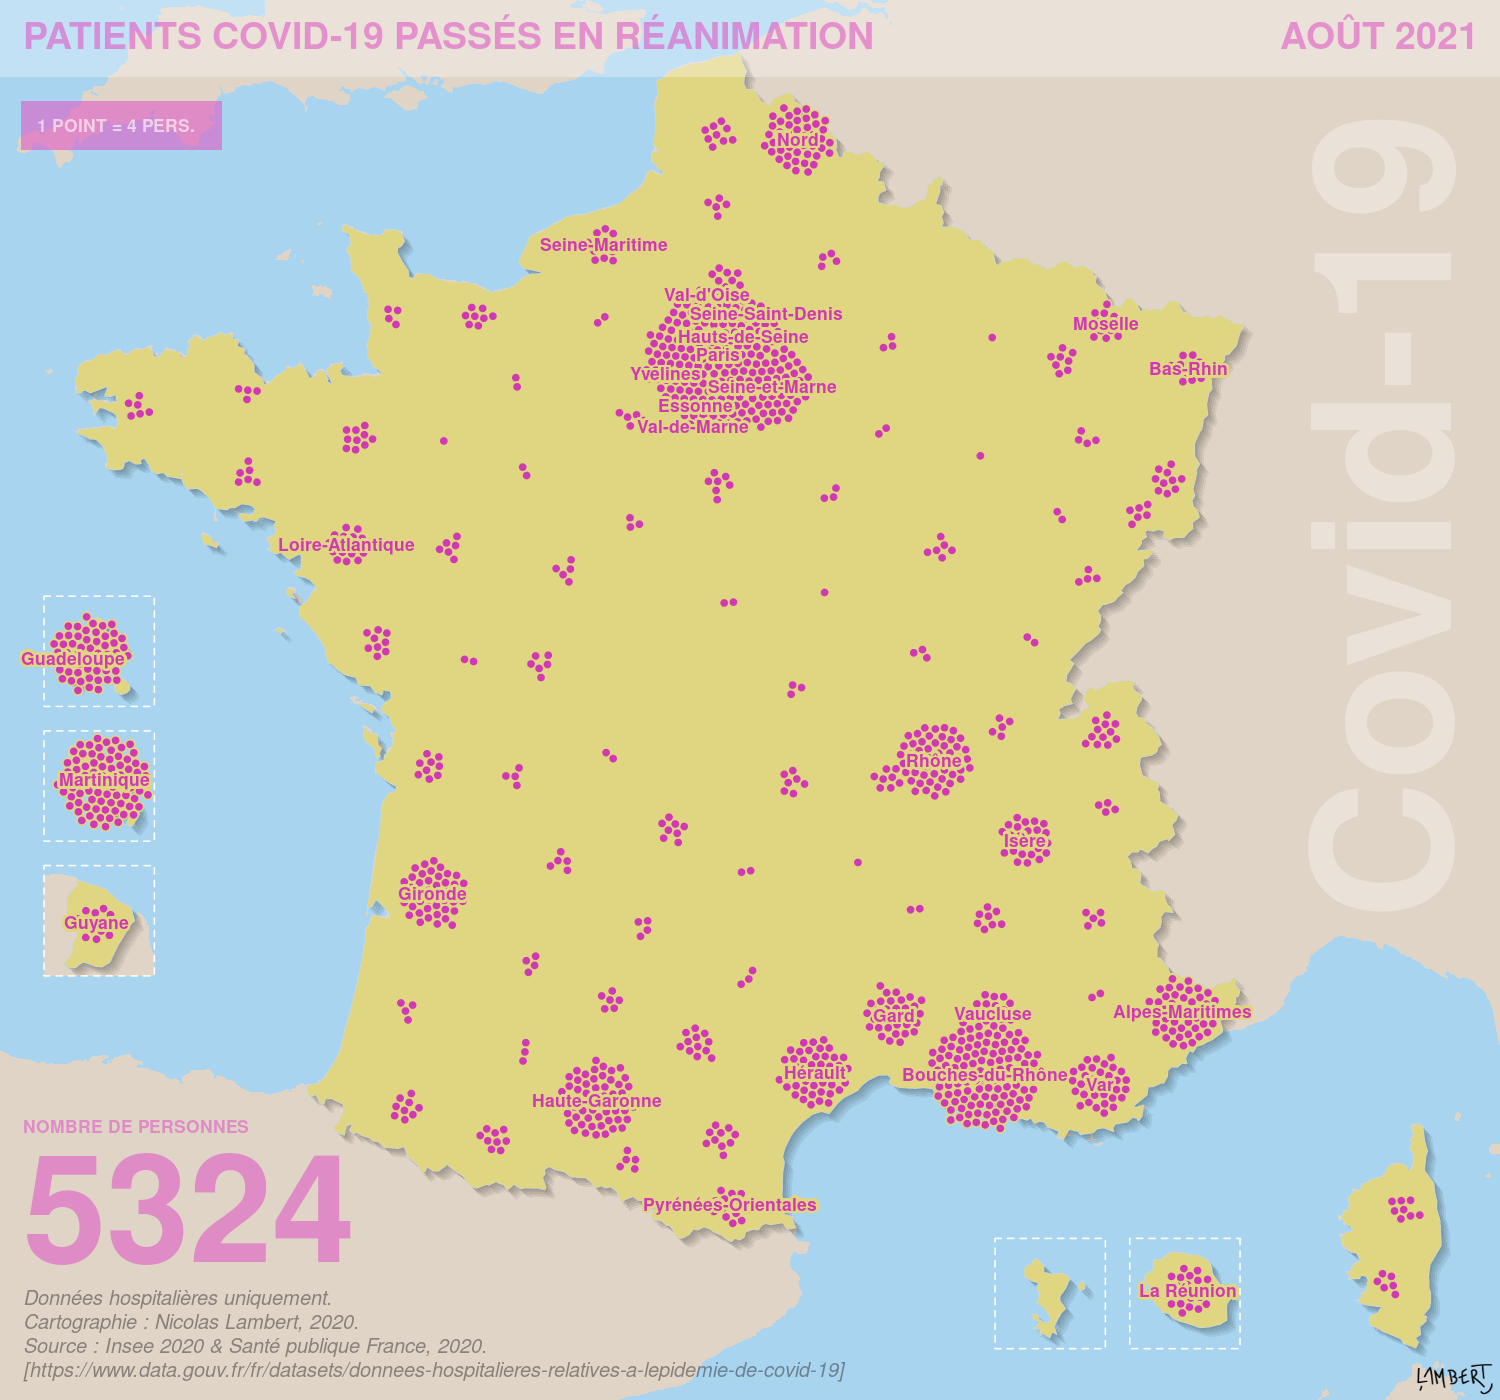 PATIENTS COVID-19 PASSÉS EN RÉANIMATION
AOÛT 2021
1 POINT = 4 PERS.
Covid-19
Nord
Seine-Maritime
Val-d'Oise
Seine-Saint-Denis
Hauts-de-Seine
Paris
Yvelines
Seine-et-Marne
Essonne
Val-de-Marne
Moselle
Bas-Rhin
Loire-Atlantique
Guadeloupe
Martinique
Guyane
Rhône
Isère
Gironde
Gard
Vaucluse
Alpes-Maritimes
Hérault
Bouches-du-Rhône
Var
Haute-Garonne
Pyrénées-Orientales
La Réunion
NOMBRE DE PERSONNES
5324
Données hospitalières uniquement.
Cartographie : Nicolas Lambert, 2020.
Source : Insee 2020 & Santé publique France, 2020.
[https://www.data.gouv.fr/fr/datasets/donnees-hospitalieres-relatives-a-lepidemie-de-covid-19]
LAMBERT